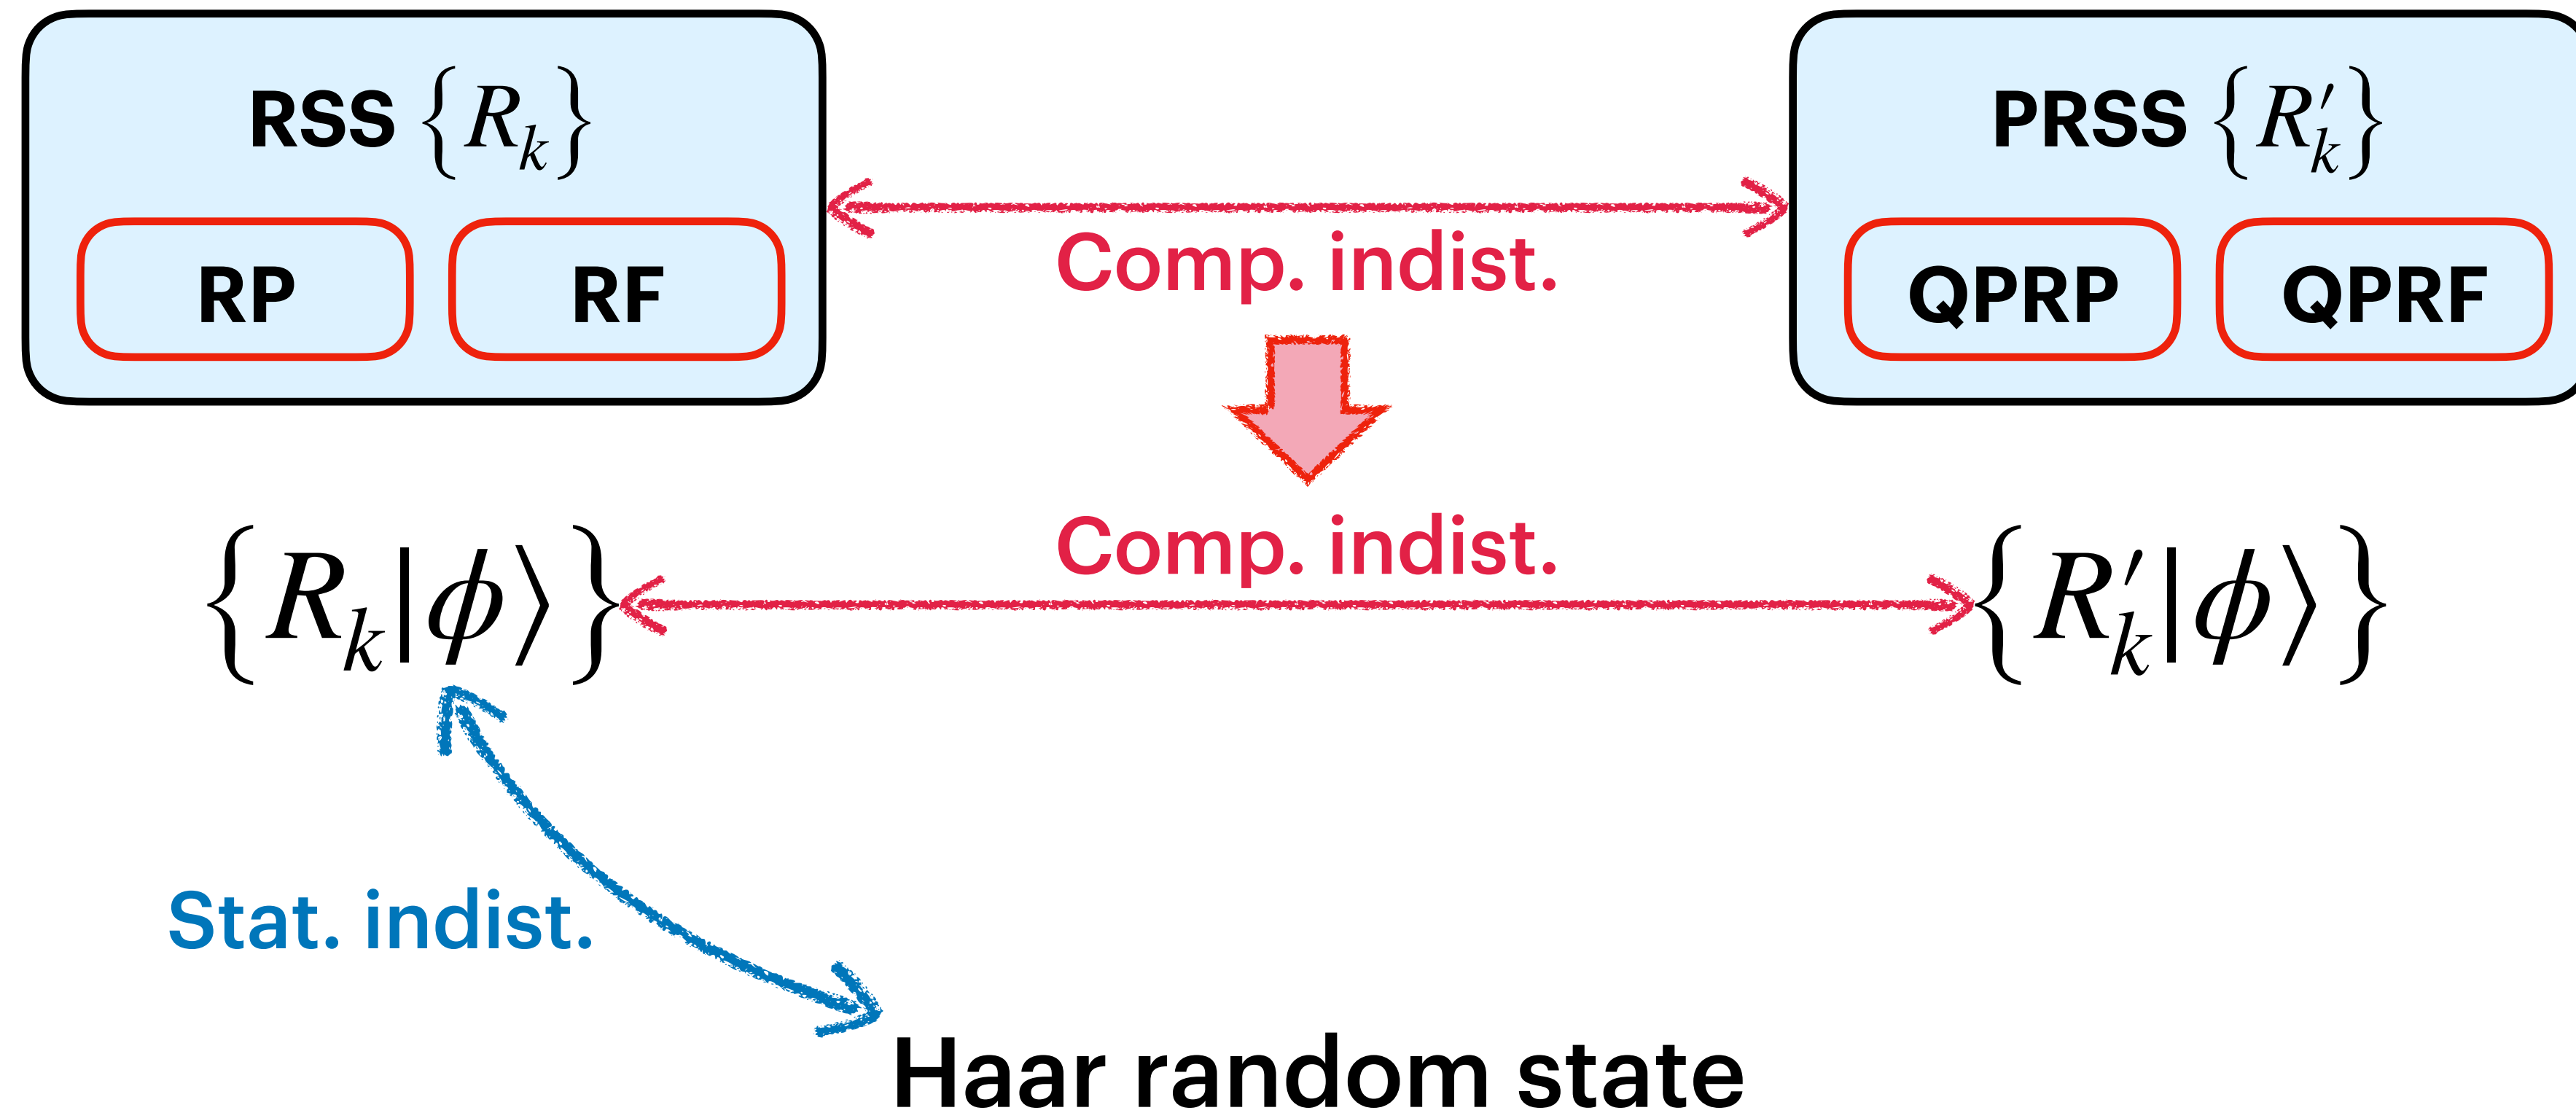 RSS {R_k}
PRSS {R′_k}
RP
RF
Comp. indist.
QPRP
QPRF
Comp. indist.
{R_k|ϕ⟩}
{R′_k|ϕ⟩}
Stat. indist.
Haar random state